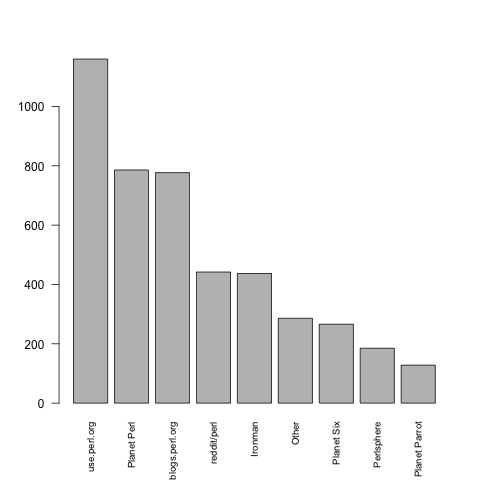 1000
800
600
400
200
0
use.perl.org
Planet Perl
blogs.perl.org
reddit/perl
Ironman
Other
Planet Six
Perlsphere
Planet Parrot